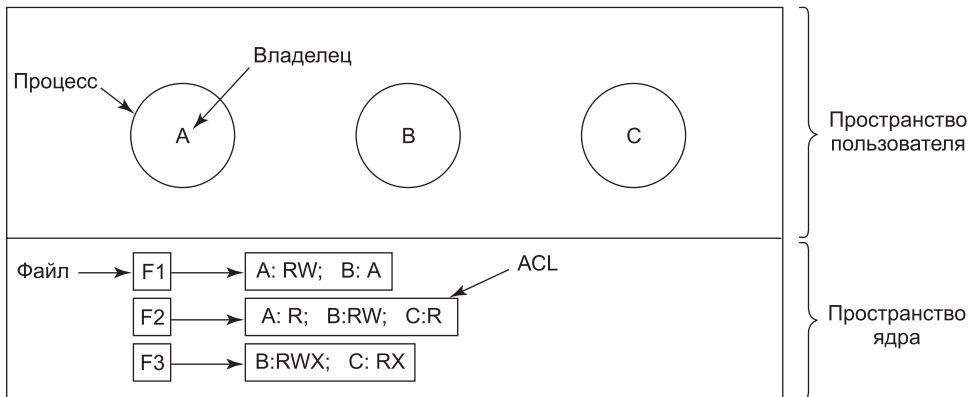 Владелец
Процесс
A
B
C
Пространство
пользователя
Файл
F1
A: RW; B: A
ACL
F2
A: R; B:RW; C:R
F3
B:RWX; C: RX
Пространство
ядра